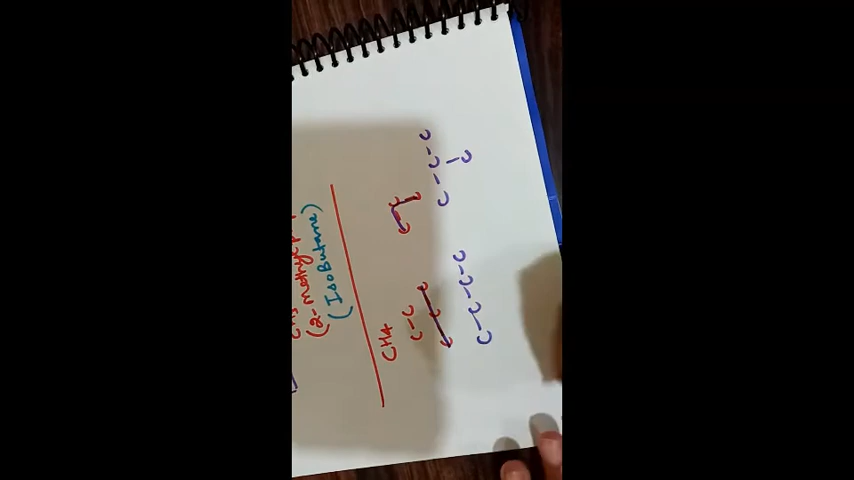 (2-methyl
(IsoButane)
CH4
C-C
C-C-C
C-C-C-C
C-C-C
C